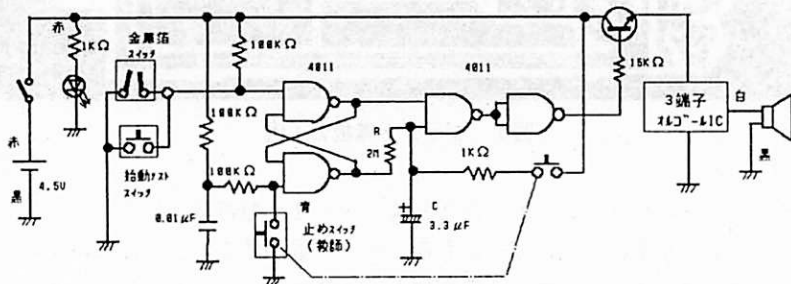 赤
1KΩ
金属箔
スイッチ
100KΩ
4011
4011
15KΩ
3端子
オルゴールIC
白
黒
赤
黒
4.5V
始動テスト
スイッチ
100KΩ
100KΩ
0.01μF
青
止めスイッチ
(教師)
R
2M
1KΩ
C
+
3.3μF